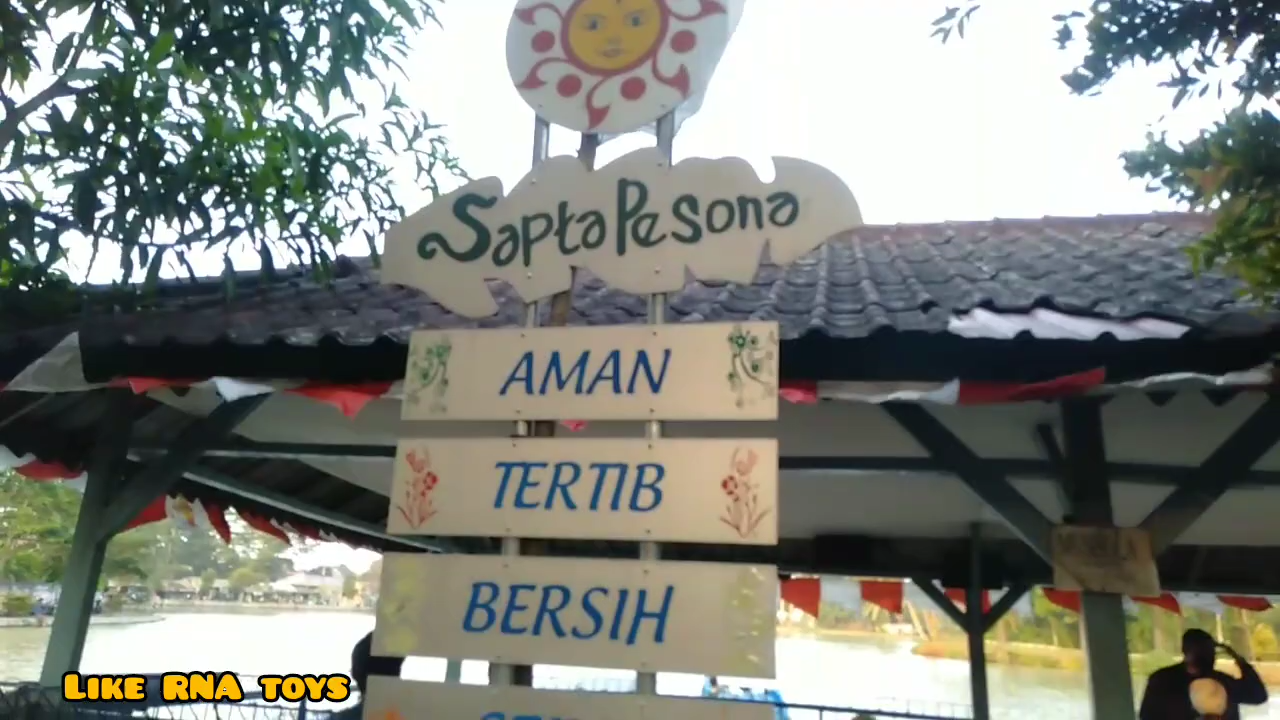 Sapta Pesona
AMAN
TERTIB
BERSIH
LIKE RNA TOYS